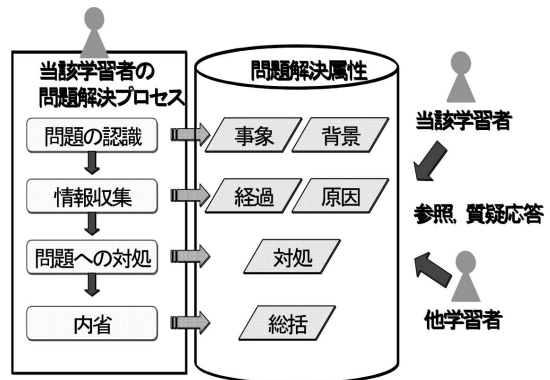 当該学習者の
問題解決プロセス
問題の認識
情報収集
問題への対処
内省
問題解決属性
事象
背景
経過
原因
対処
総括
当該学習者
参照, 質疑応答
他学習者